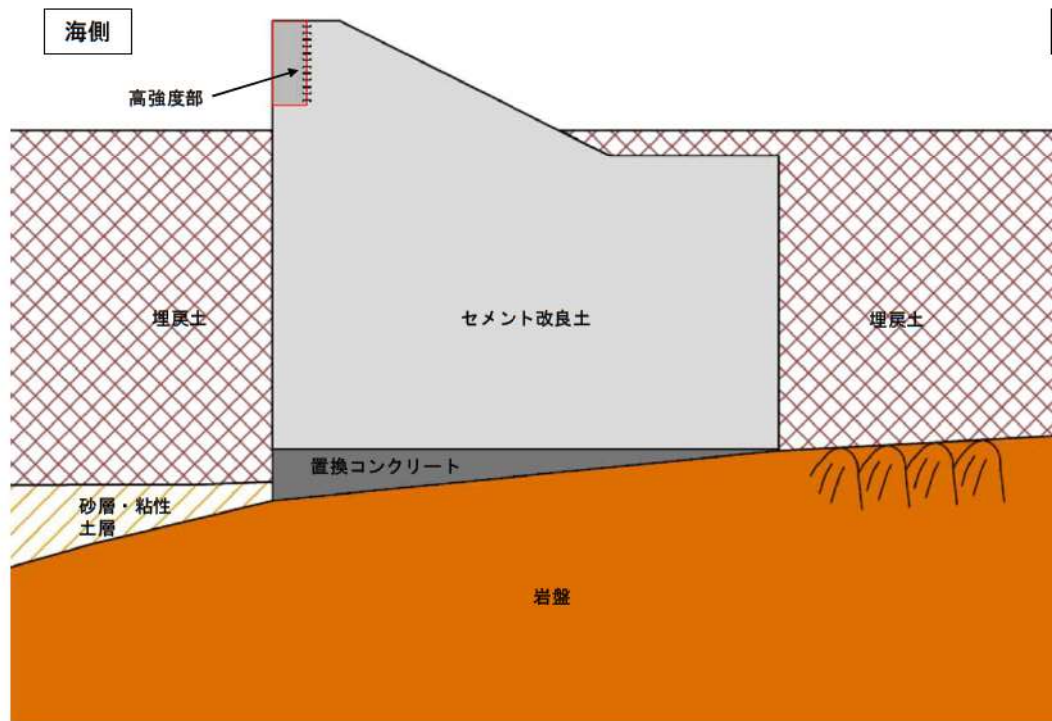 海側
高強度部
埋戻土
セメント改良土
埋戻土
置換コンクリート
砂層・粘性
土層
岩盤